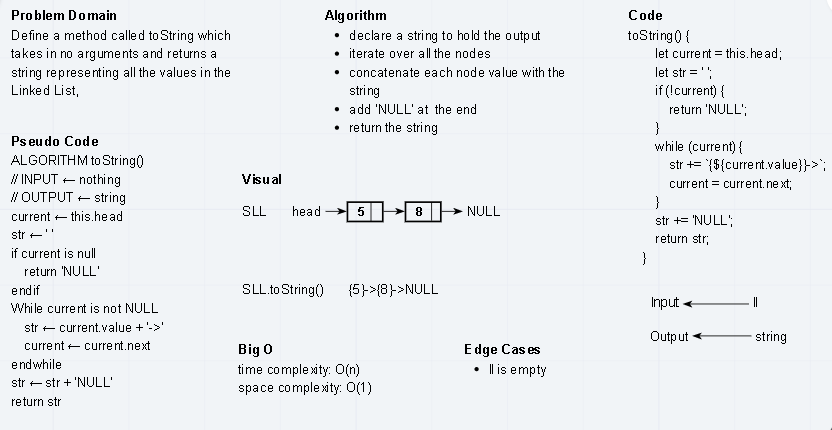 Problem Domain
Define a method called toString which
takes in no arguments and returns a
string representing all the values in the
Linked List,
Pseudo Code
ALGORITHM toString()
// INPUT ← nothing
// OUTPUT ← string
current ← this.head
str ← ' '
if current is null
return 'NULL'
endif
While current is not NULL
str ← current.value + '->'
current ← current.next
endwhile
str ← str + 'NULL'
return str
Algorithm
• declare a string to hold the output
• iterate over all the nodes
• concatenate each node value with the
string
• add 'NULL' at the end
• return the string
Visual
SLL head 5 8 NULL
SLL.toString() {5}->{8}->NULL
Big O
time complexity: O(n)
space complexity: O(1)
Edge Cases
• ll is empty
Code
toString() {
let current = this.head;
let str = ' ';
if (!current) {
return 'NULL';
}
while (current) {
str += `{${current.value}}->`;
current = current.next;
}
str += 'NULL';
return str;
}
Input ← ll
Output ← string